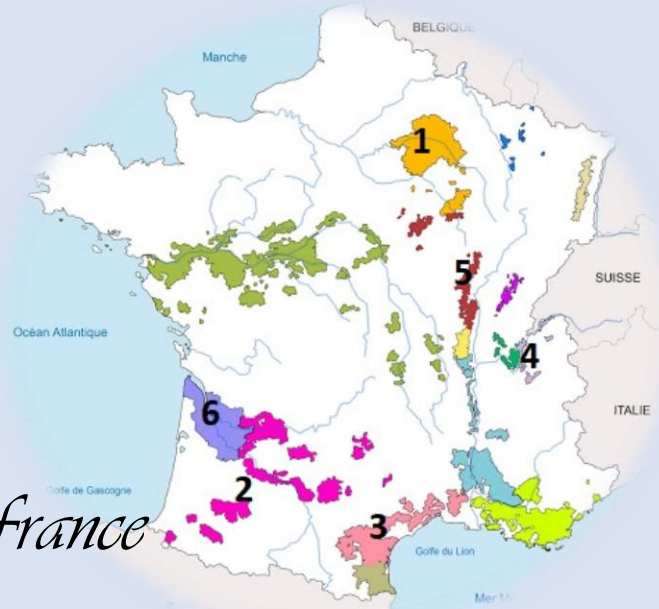 BELGIQUE
Manche
1
5
SUISSE
Océan Atlantique
4
6
ITALIE
2
Golfe de Gascogne
france
3
Golfe du Lion
Mer